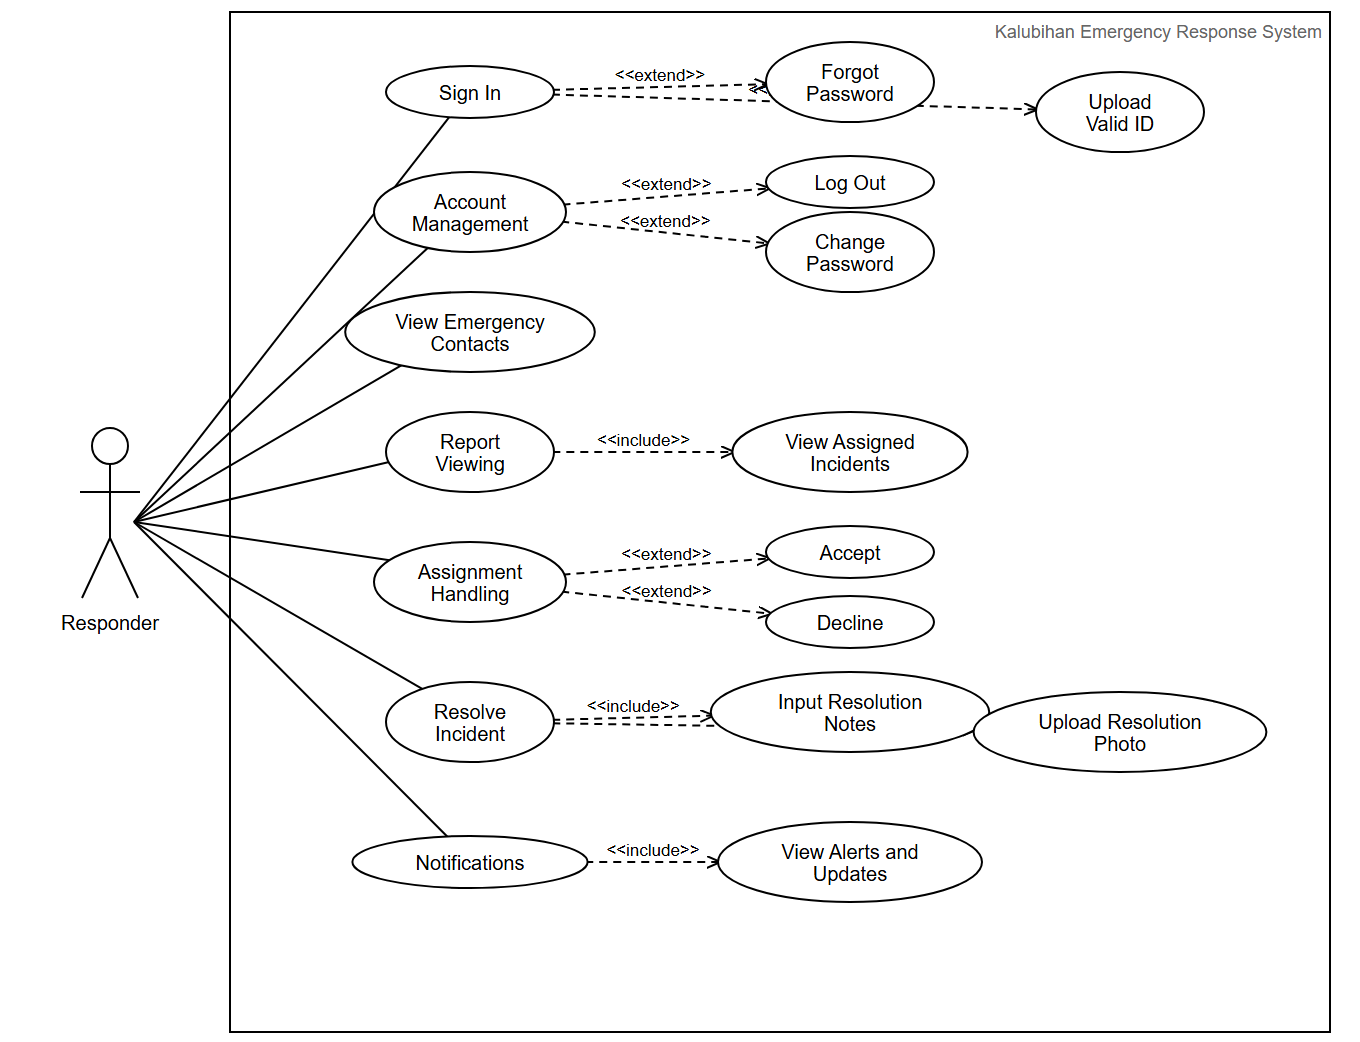 Kalubihan Emergency Response System
Sign In
<<extend>>
<<
Forgot
Password
Upload
Valid ID
Account
Management
<<extend>>
Log Out
<<extend>>
Change
Password
View Emergency
Contacts
Report
Viewing
<<include>>
View Assigned
Incidents
Responder
Assignment
Handling
<<extend>>
Accept
<<extend>>
Decline
Resolve
Incident
<<include>>
Input Resolution
Notes
Upload Resolution
Photo
Notifications
<<include>>
View Alerts and
Updates